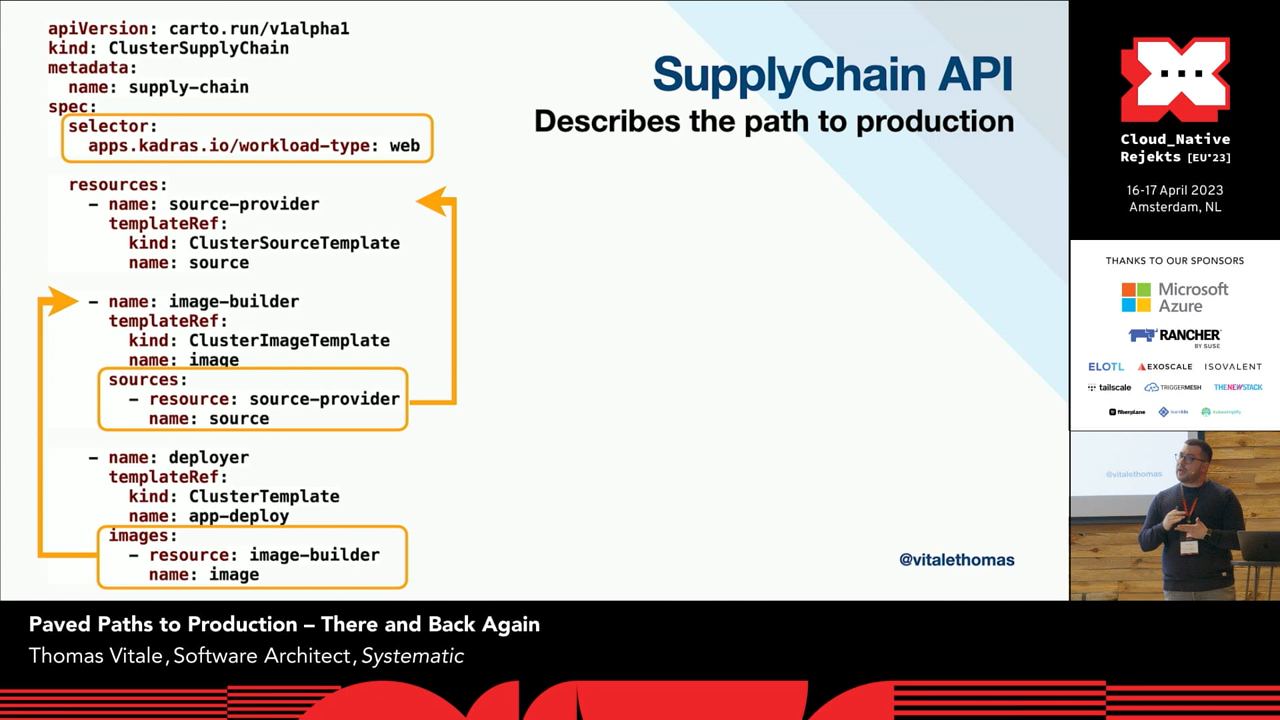 apiVersion: carto.run/v1alpha1
kind: ClusterSupplyChain
metadata:
  name: supply-chain
spec:
  selector:
    apps.kadras.io/workload-type: web
  resources:
    - name: source-provider
      templateRef:
        kind: ClusterSourceTemplate
        name: source
    - name: image-builder
      templateRef:
        kind: ClusterImageTemplate
        name: image
      sources:
        - resource: source-provider
          name: source
    - name: deployer
      templateRef:
        kind: ClusterTemplate
        name: app-deploy
      images:
        - resource: image-builder
          name: image
SupplyChain API
Describes the path to production
@vitalethomas
Cloud_Native
Rejekts [EU'23]
16-17 April 2023
Amsterdam, NL
THANKS TO OUR SPONSORS
Microsoft
Azure
RANCHER
BY SUSE
ELOTL EXOSCALE ISOVALENT
tailscale TRIGGERMESH THENEWSTACK
fiberplane
@vitalethomas
Paved Paths to Production – There and Back Again
Thomas Vitale, Software Architect, Systematic